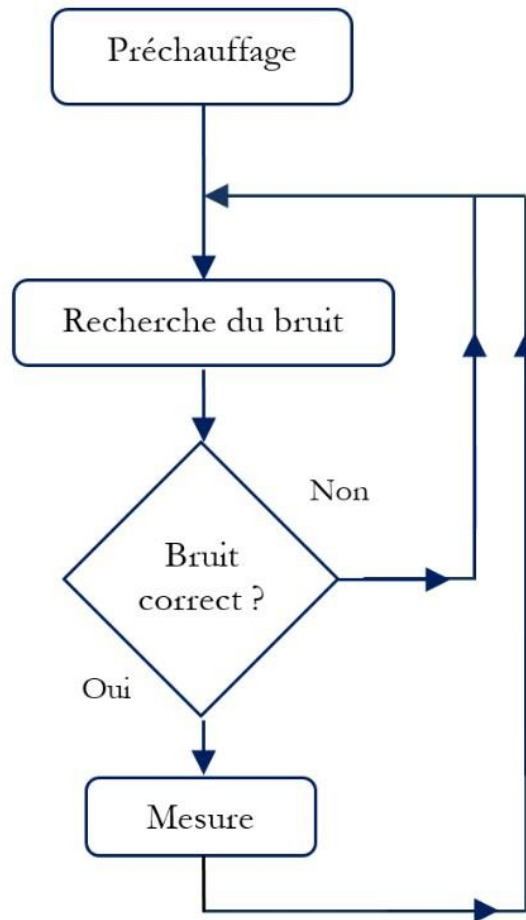 Préchauffage
Recherche du bruit
Non
Bruit
correct ?
Oui
Mesure